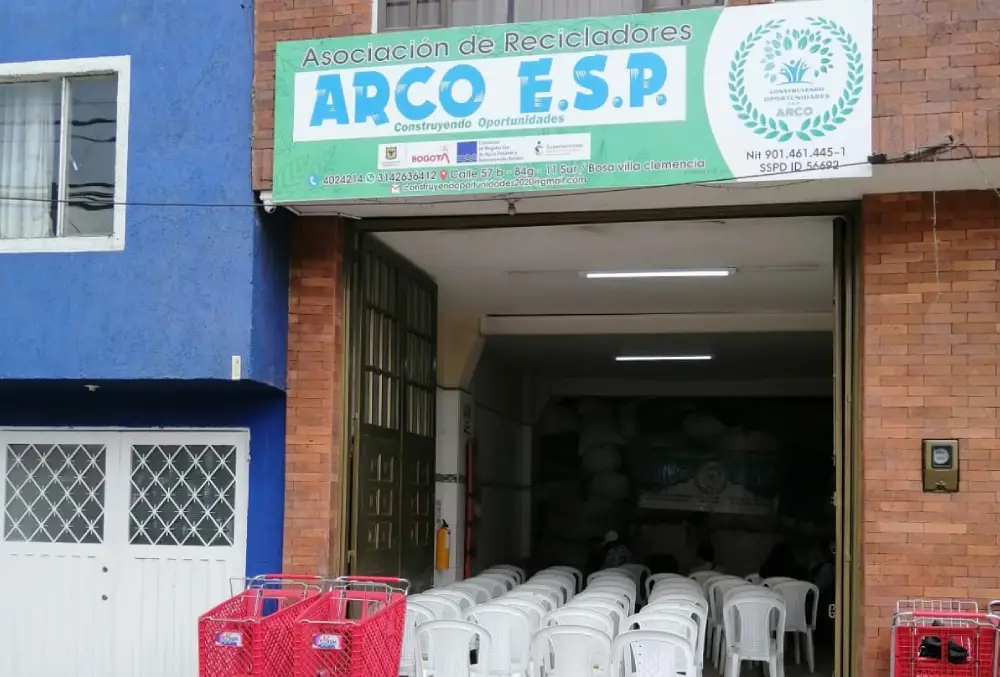 Asociación de Recicladores
ARCO E.S.P.
Construyendo Oportunidades
BOGOTÁ
4024214 3142636412 Calle 57 b - 84g - 11 Sur / Bosa villa clemencia
construyendoportunidades2020@gmail.com
CONSTRUYENDO
OPORTUNIDADES
E.S.P.
ARCO
Nit 901.461.445-1
SSPD ID 56692